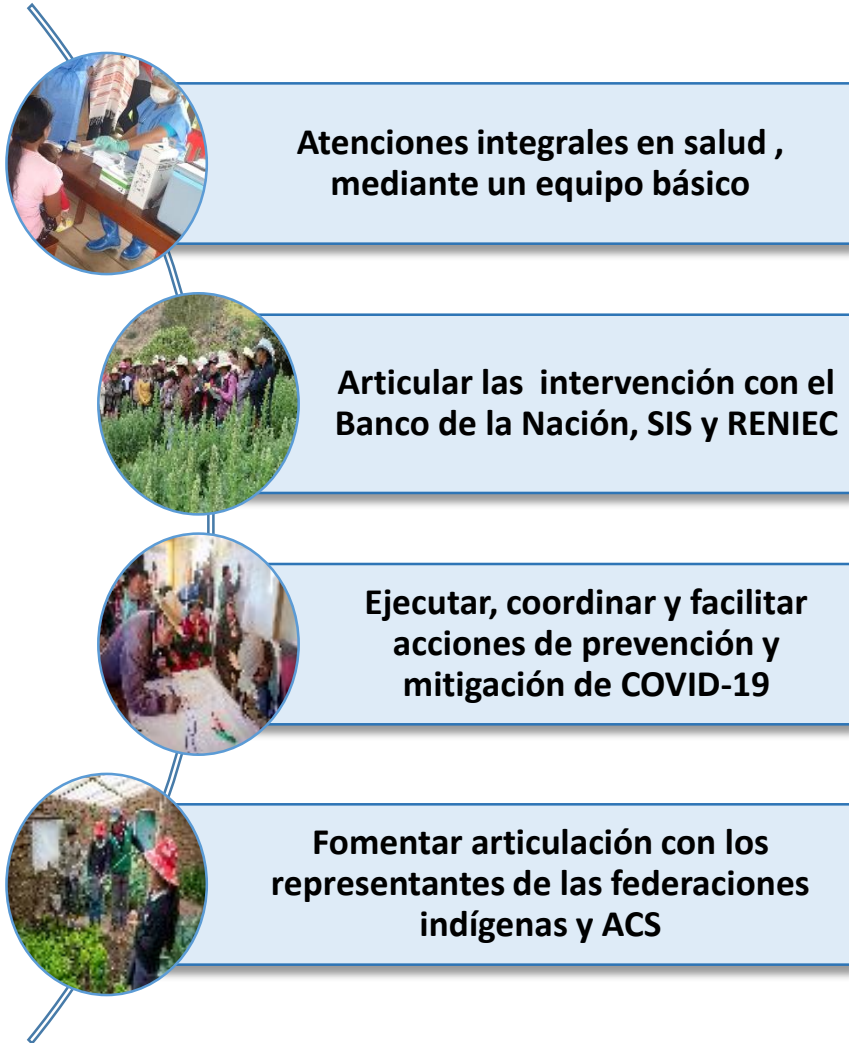 Atenciones integrales en salud ,
mediante un equipo básico
Articular las  intervención con el
Banco de la Nación, SIS y RENIEC
Ejecutar, coordinar y facilitar
acciones de prevención y
mitigación de COVID-19
Fomentar articulación con los
representantes de las federaciones
indígenas y ACS